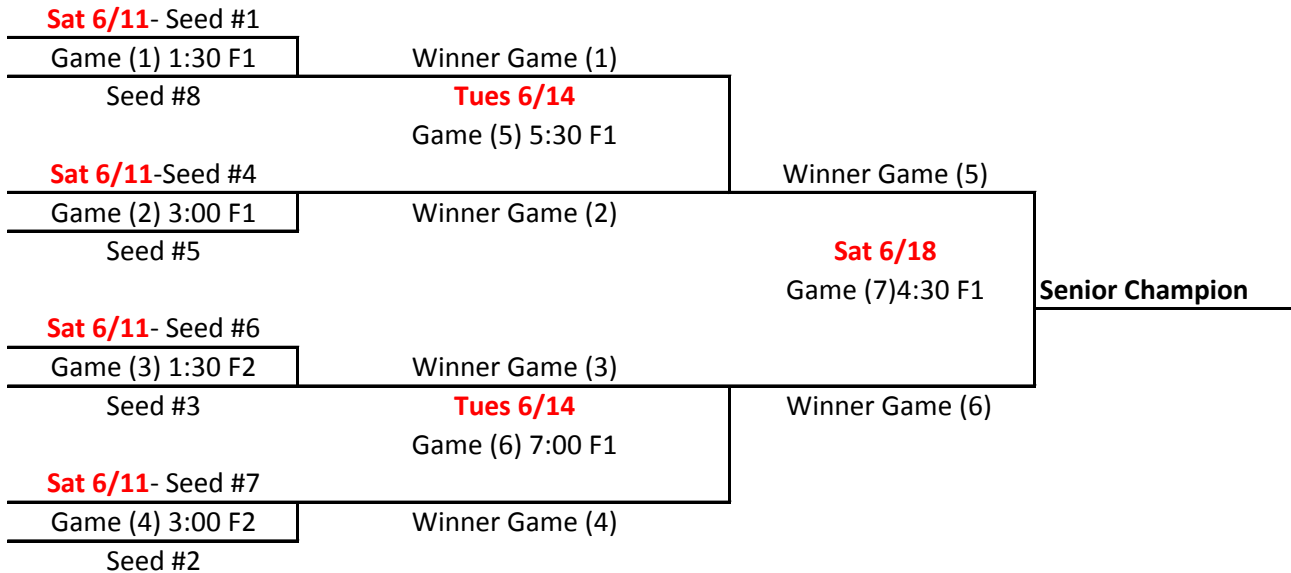 Sat 6/11- Seed #1
Game (1) 1:30 F1
Winner Game (1)
Seed #8
Tues 6/14
Game (5) 5:30 F1
Sat 6/11-Seed #4
Winner Game (5)
Game (2) 3:00 F1
Winner Game (2)
Seed #5
Sat 6/18
Game (7)4:30 F1
Senior Champion
Sat 6/11- Seed #6
Game (3) 1:30 F2
Winner Game (3)
Seed #3
Tues 6/14
Winner Game (6)
Game (6) 7:00 F1
Sat 6/11- Seed #7
Game (4) 3:00 F2
Winner Game (4)
Seed #2